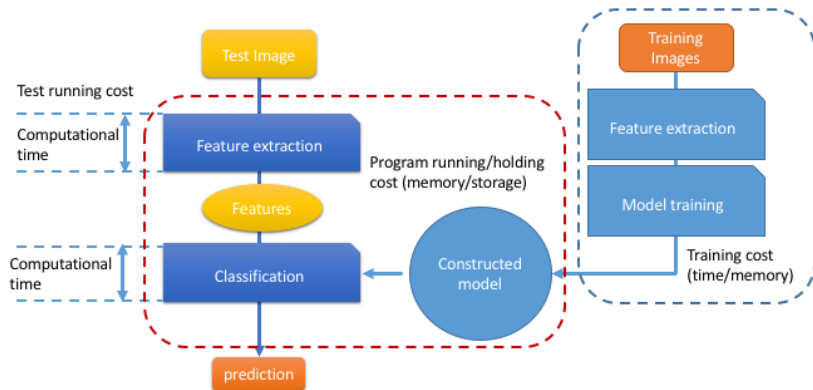 Test Image
Test running cost
Computational
time
Feature extraction
Features
Computational
time
Classification
prediction
Program running/holding
cost (memory/storage)
Constructed
model
Training
Images
Feature extraction
Model training
Training cost
(time/memory)